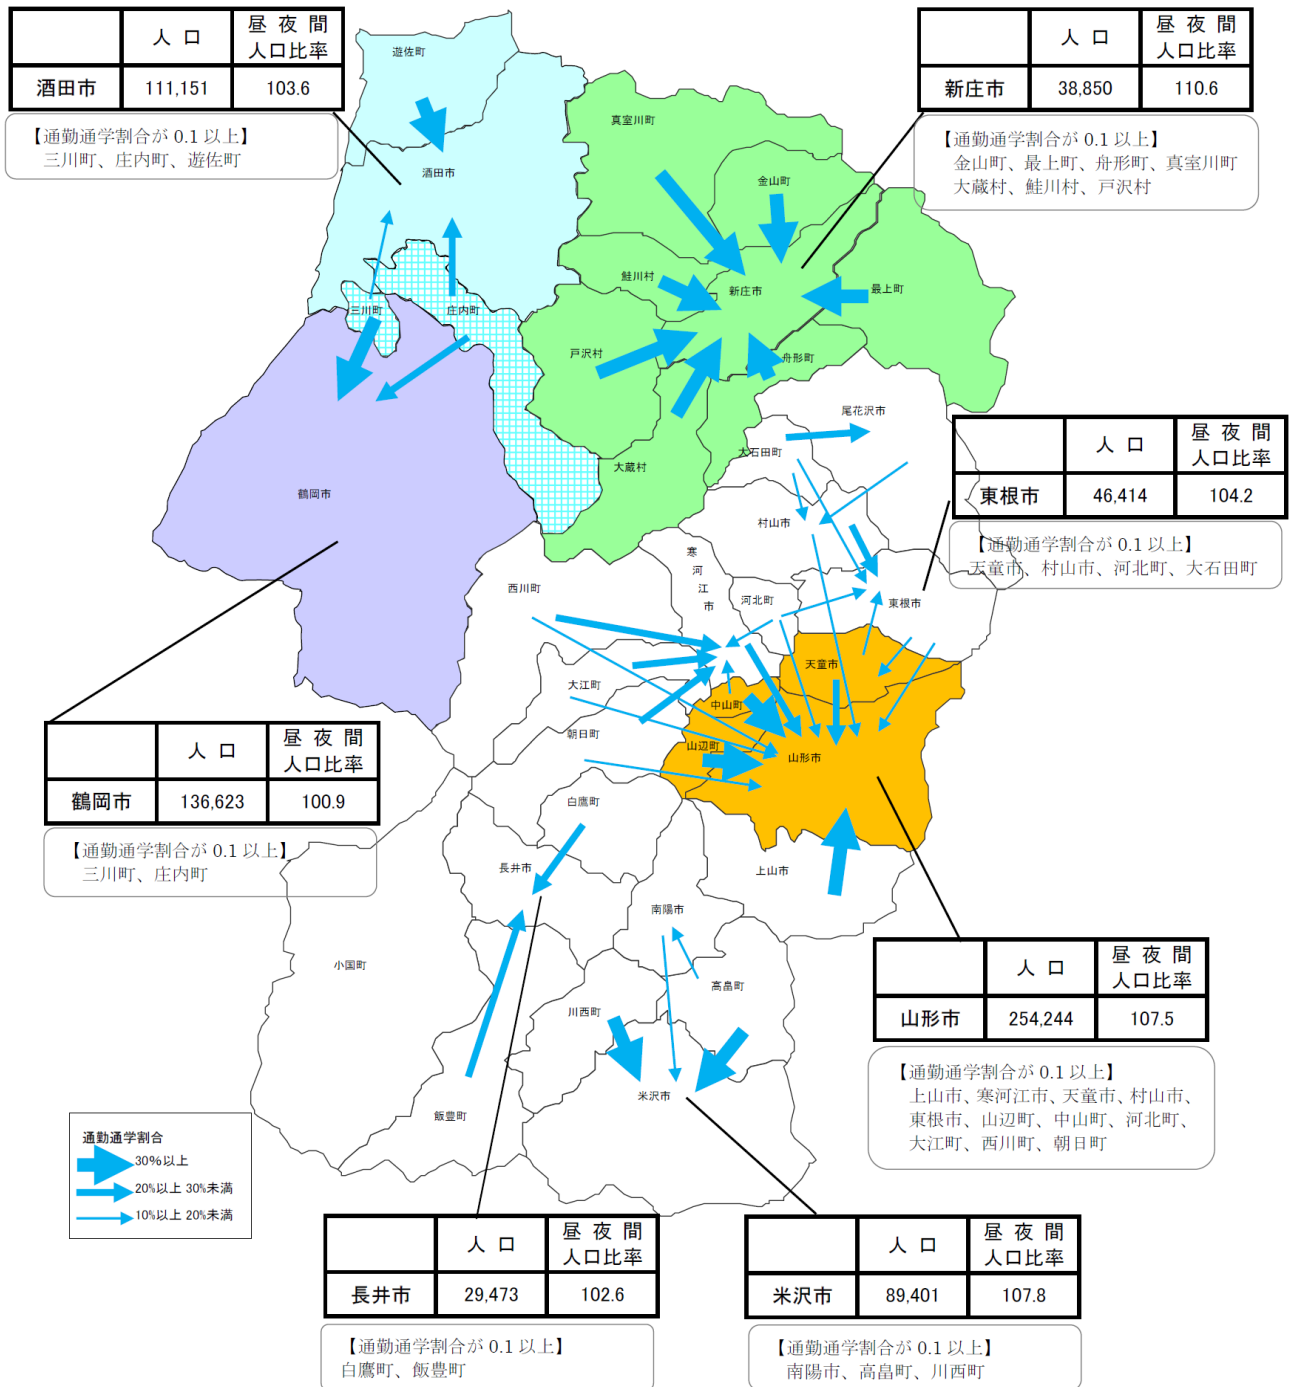 人 口
昼 夜 間
人口比率
酒田市
111,151
103.6
【通勤通学割合が 0.1 以上】
三川町、庄内町、遊佐町
人 口
昼 夜 間
人口比率
新庄市
38,850
110.6
【通勤通学割合が 0.1 以上】
金山町、最上町、舟形町、真室川町
大蔵村、鮭川村、戸沢村
遊佐町
酒田市
真室川町
金山町
鮭川村
新庄市
最上町
三川町
庄内町
戸沢村
舟形町
尾花沢市
大石田町
大蔵村
鶴岡市
村山市
人 口
昼 夜 間
人口比率
東根市
46,414
104.2
【通勤通学割合が 0.1 以上】
天童市、村山市、河北町、大石田町
寒河江市
西川町
河北町
東根市
天童市
大江町
中山町
朝日町
山辺町
山形市
人 口
昼 夜 間
人口比率
鶴岡市
136,623
100.9
【通勤通学割合が 0.1 以上】
三川町、庄内町
白鷹町
長井市
上山市
南陽市
小国町
高畠町
川西町
米沢市
飯豊町
人 口
昼 夜 間
人口比率
山形市
254,244
107.5
【通勤通学割合が 0.1 以上】
上山市、寒河江市、天童市、村山市、
東根市、山辺町、中山町、河北町、
大江町、西川町、朝日町
通勤通学割合
30%以上
20%以上 30%未満
10%以上 20%未満
人 口
昼 夜 間
人口比率
長井市
29,473
102.6
【通勤通学割合が 0.1 以上】
白鷹町、飯豊町
人 口
昼 夜 間
人口比率
米沢市
89,401
107.8
【通勤通学割合が 0.1 以上】
南陽市、高畠町、川西町